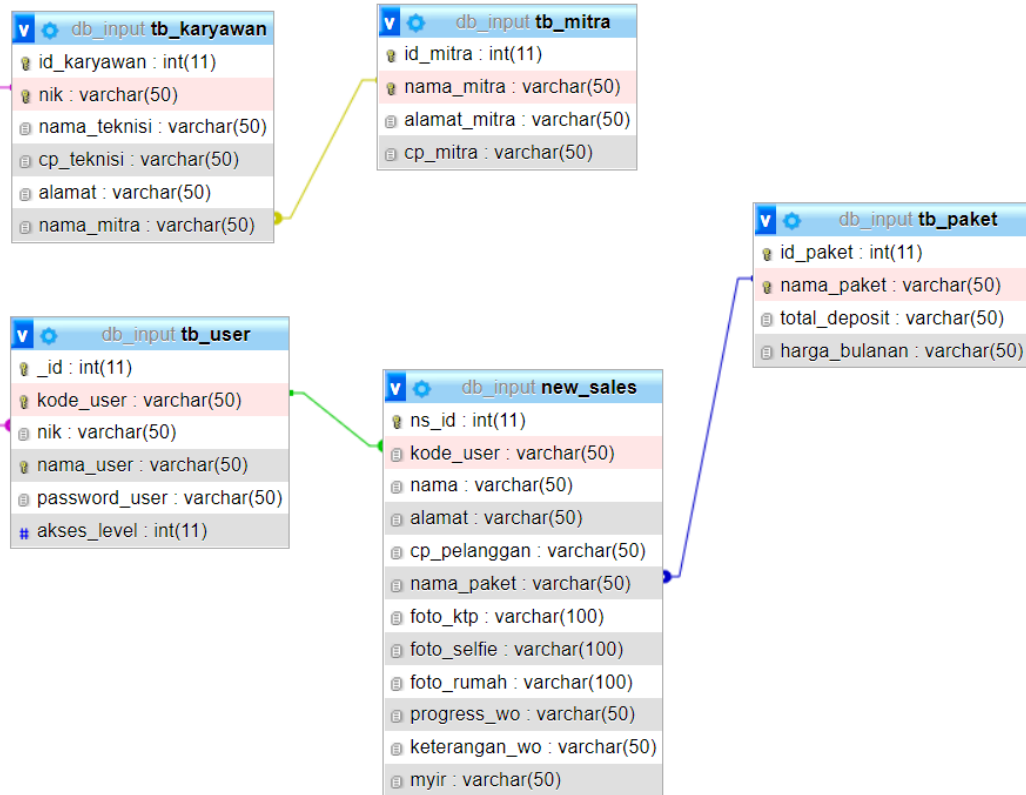 v db_input tb_karyawan
id_karyawan : int(11)
nik : varchar(50)
nama_teknisi : varchar(50)
cp_teknisi : varchar(50)
alamat : varchar(50)
nama_mitra : varchar(50)
v db_input tb_mitra
id_mitra : int(11)
nama_mitra : varchar(50)
alamat_mitra : varchar(50)
cp_mitra : varchar(50)
v db_input tb_paket
id_paket : int(11)
nama_paket : varchar(50)
total_deposit : varchar(50)
harga_bulanan : varchar(50)
v db_input tb_user
_id : int(11)
kode_user : varchar(50)
nik : varchar(50)
nama_user : varchar(50)
password_user : varchar(50)
# akses_level : int(11)
v db_input new_sales
ns_id : int(11)
kode_user : varchar(50)
nama : varchar(50)
alamat : varchar(50)
cp_pelanggan : varchar(50)
nama_paket : varchar(50)
foto_ktp : varchar(100)
foto_selfie : varchar(100)
foto_rumah : varchar(100)
progress_wo : varchar(50)
keterangan_wo : varchar(50)
myir : varchar(50)